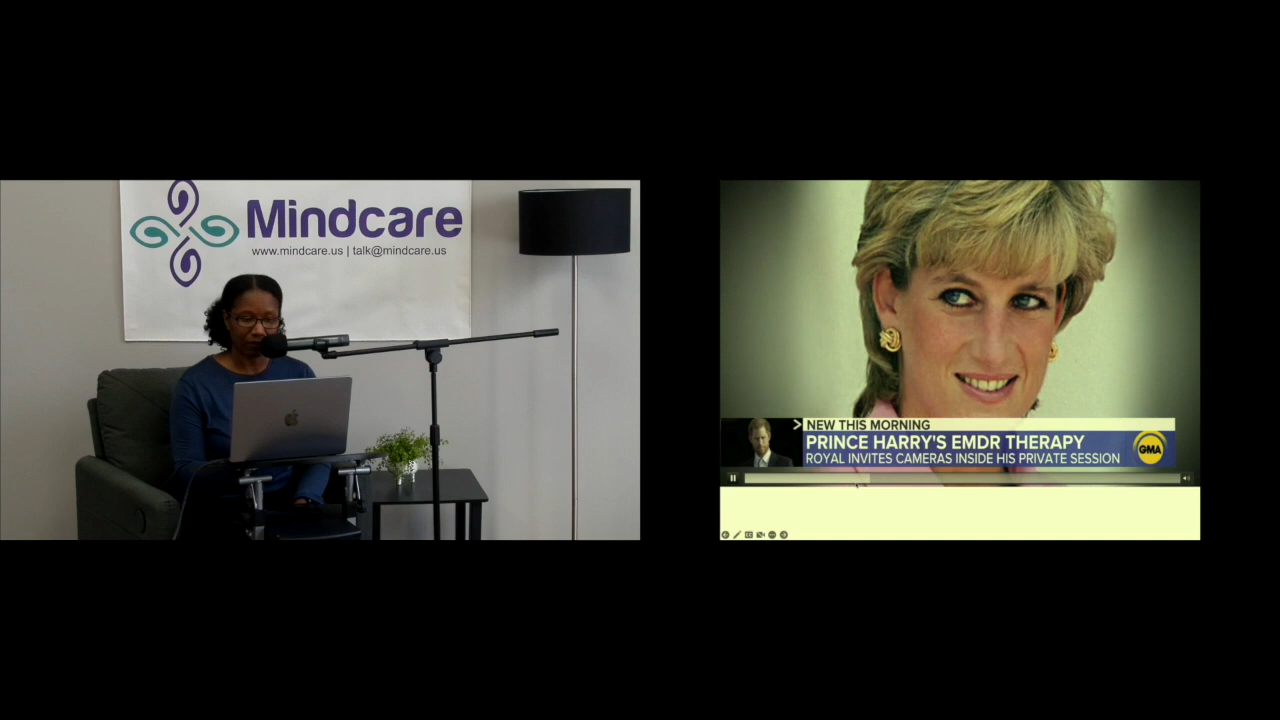 Mindcare
www.mindcare.us | talk@mindcare.us
NEW THIS MORNING
PRINCE HARRY'S EMDR THERAPY
ROYAL INVITES CAMERAS INSIDE HIS PRIVATE SESSION
GMA